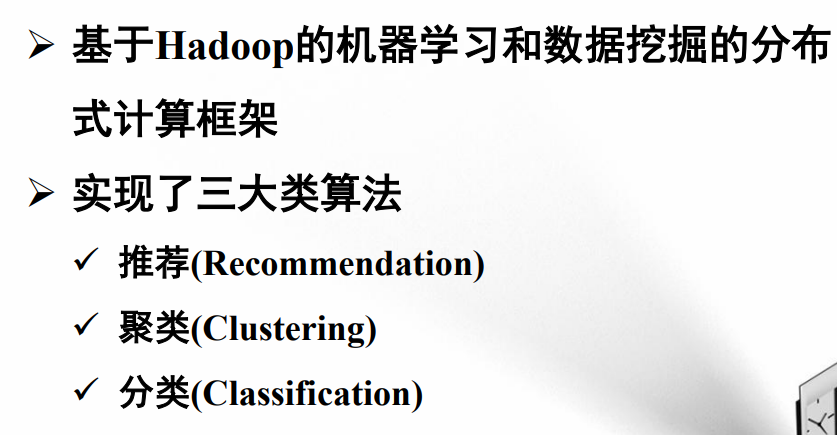 ➢ 基于Hadoop的机器学习和数据挖掘的分布
式计算框架
➢ 实现了三大类算法
✓ 推荐(Recommendation)
✓ 聚类(Clustering)
✓ 分类(Classification)